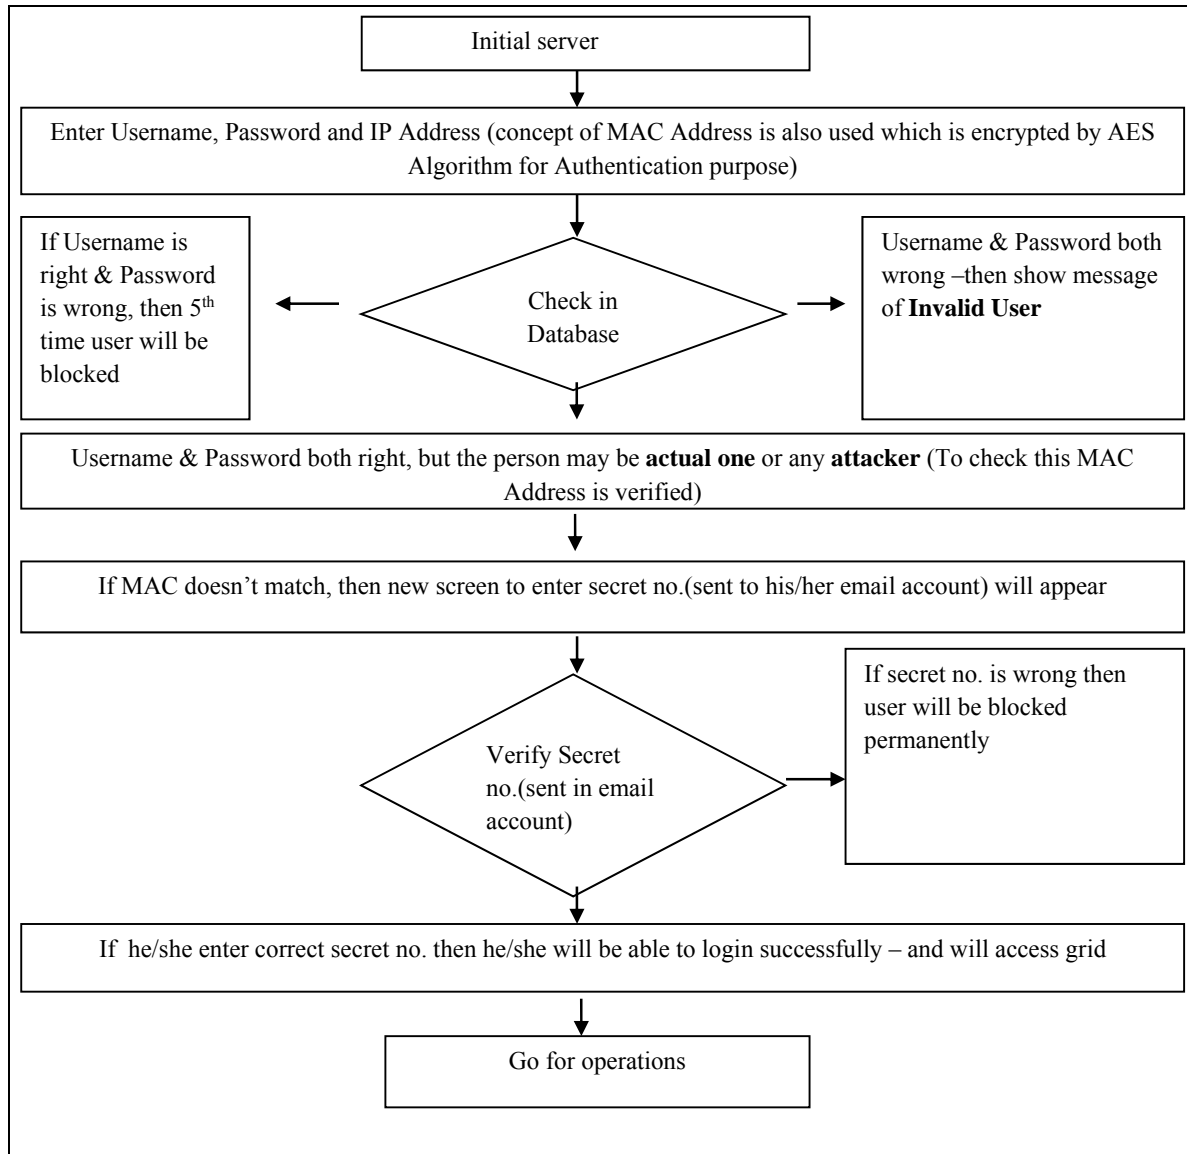 Initial server
Enter Username, Password and IP Address (concept of MAC Address is also used which is encrypted by AES
Algorithm for Authentication purpose)
If Username is
right & Password
is wrong, then 5th
time user will be
blocked
Check in
Database
Username & Password both
wrong –then show message
of Invalid User
Username & Password both right, but the person may be actual one or any attacker (To check this MAC
Address is verified)
If MAC doesn’t match, then new screen to enter secret no.(sent to his/her email account) will appear
If secret no. is wrong then
user will be blocked
permanently
Verify Secret
no.(sent in email
account)
If he/she enter correct secret no. then he/she will be able to login successfully – and will access grid
Go for operations